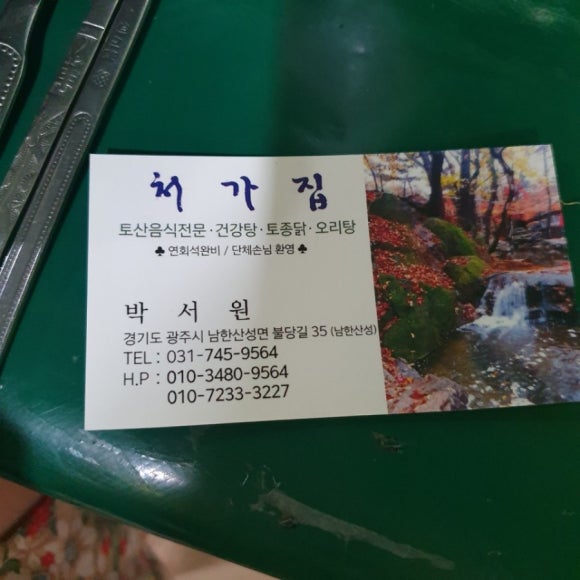 처가집
토산음식전문·건강탕·토종닭·오리탕
♣ 연회석완비 / 단체손님 환영 ♣
박 서 원
경기도 광주시 남한산성면 불당길 35 (남한산성)
TEL : 031-745-9564
H.P : 010-3480-9564
010-7233-3227